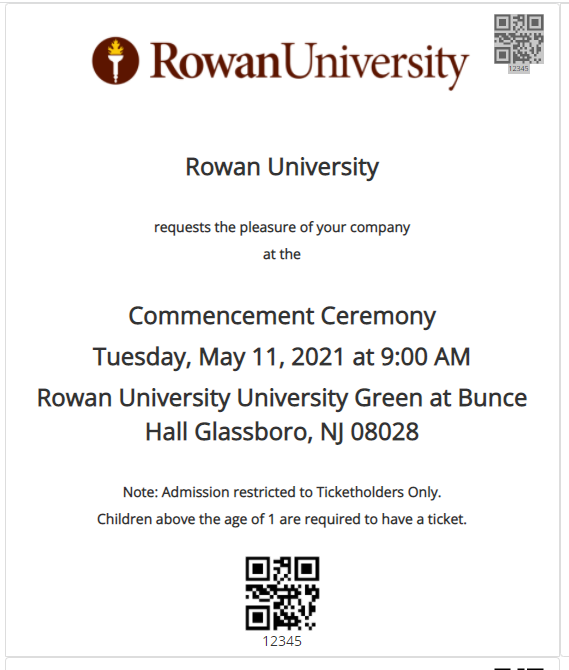 RowanUniversity
12345
Rowan University
requests the pleasure of your company
at the
Commencement Ceremony
Tuesday, May 11, 2021 at 9:00 AM
Rowan University University Green at Bunce
Hall Glassboro, NJ 08028
Note: Admission restricted to Ticketholders Only.
Children above the age of 1 are required to have a ticket.
12345